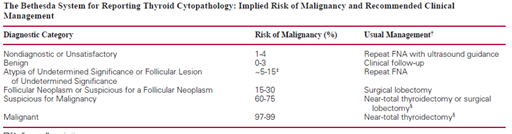 The Bethesda System for Reporting Thyroid Cytopathology: Implied Risk of Malignancy and Recommended Clinical
Management
Diagnostic Category Risk of Malignancy (%) Usual Management†
Nondiagnostic or Unsatisfactory 1-4 Repeat FNA with ultrasound guidance
Benign 0-3 Clinical follow-up
Atypia of Undetermined Significance or Follicular Lesion ~5-15‡ Repeat FNA
of Undetermined Significance
Follicular Neoplasm or Suspicious for a Follicular Neoplasm 15-30 Surgical lobectomy
Suspicious for Malignancy 60-75 Near-total thyroidectomy or surgical
lobectomy§
Malignant 97-99 Near-total thyroidectomy§